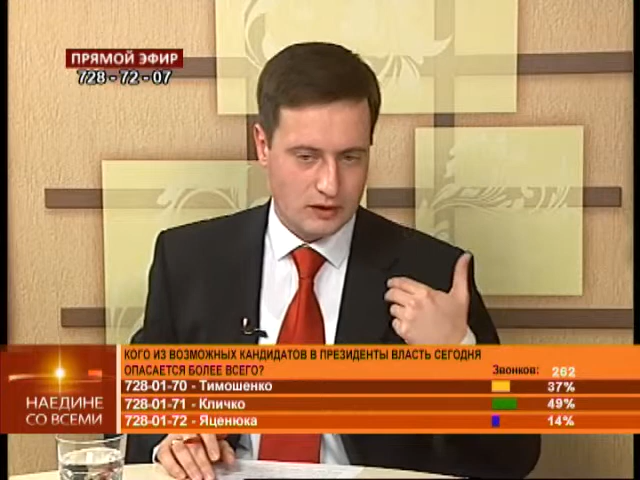 ПРЯМОЙ ЭФИР
728 - 72 - 07
КОГО ИЗ ВОЗМОЖНЫХ КАНДИДАТОВ В ПРЕЗИДЕНТЫ ВЛАСТЬ СЕГОДНЯ
ОПАСАЕТСЯ БОЛЕЕ ВСЕГО?
Звонков: 262
728-01-70 - Тимошенко 37%
728-01-71 - Кличко 49%
728-01-72 - Яценюка 14%
НАЕДИНЕ
СО ВСЕМИ